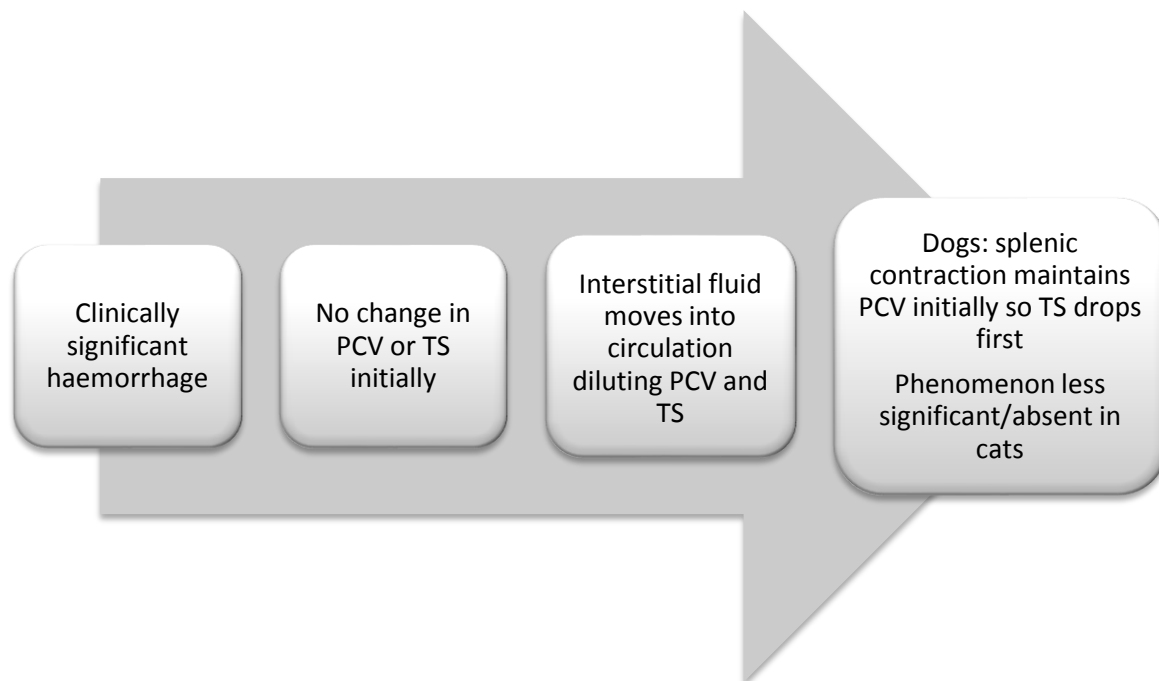 Clinically
significant
haemorrhage
No change in
PCV or TS
initially
Interstitial fluid
moves into
circulation
diluting PCV and
TS
Dogs: splenic
contraction maintains
PCV initially so TS drops
first
Phenomenon less
significant/absent in
cats